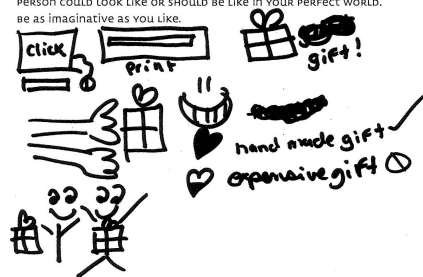 person could look like or should be like in your perfect world.
Be as imaginative as you like.
click
print
gift!
hand made gift
expensive gift